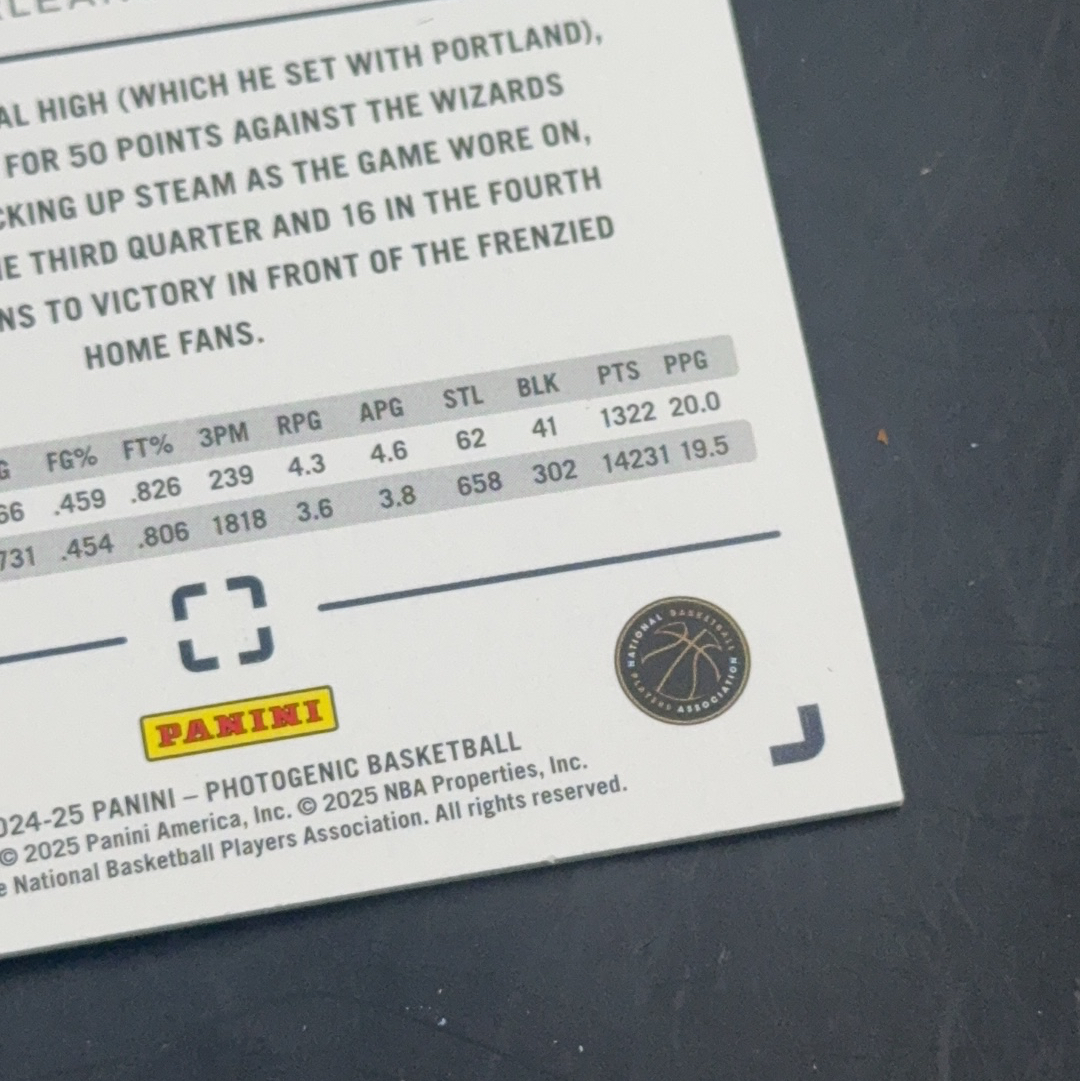 AL HIGH (WHICH HE SET WITH PORTLAND),
FOR 50 POINTS AGAINST THE WIZARDS
CKING UP STEAM AS THE GAME WORE ON,
THIRD QUARTER AND 16 IN THE FOURTH
NS TO VICTORY IN FRONT OF THE FRENZIED
HOME FANS.
G FG% FT% 3PM RPG APG STL BLK PTS PPG
66 .459 .826 239 4.3 4.6 62 41 1322 20.0
731 .454 .806 1818 3.6 3.8 658 302 14231 19.5
NATIONAL BASKETBALL PLAYERS ASSOCIATION
PANINI
024-25 PANINI – PHOTOGENIC BASKETBALL
© 2025 Panini America, Inc. © 2025 NBA Properties, Inc.
e National Basketball Players Association. All rights reserved.